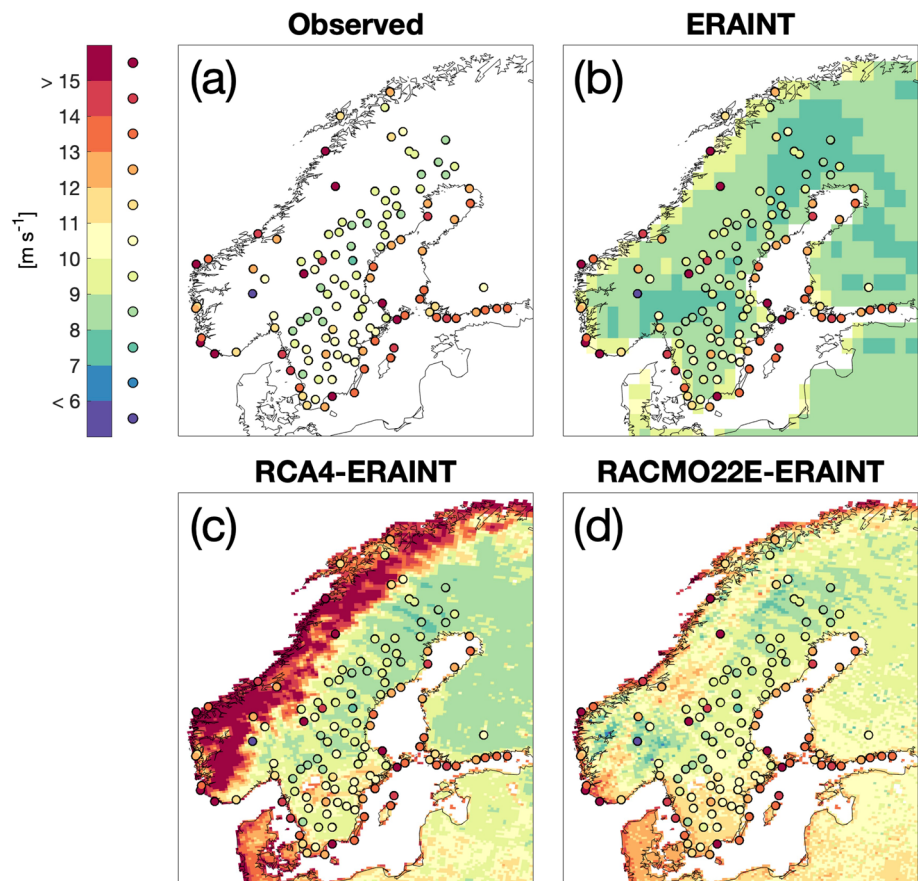 Observed
ERAINT
(a)
(b)
> 15
14
13
12
11
10
9
8
7
< 6
[m s-1]
RCA4-ERAINT
RACMO22E-ERAINT
(c)
(d)